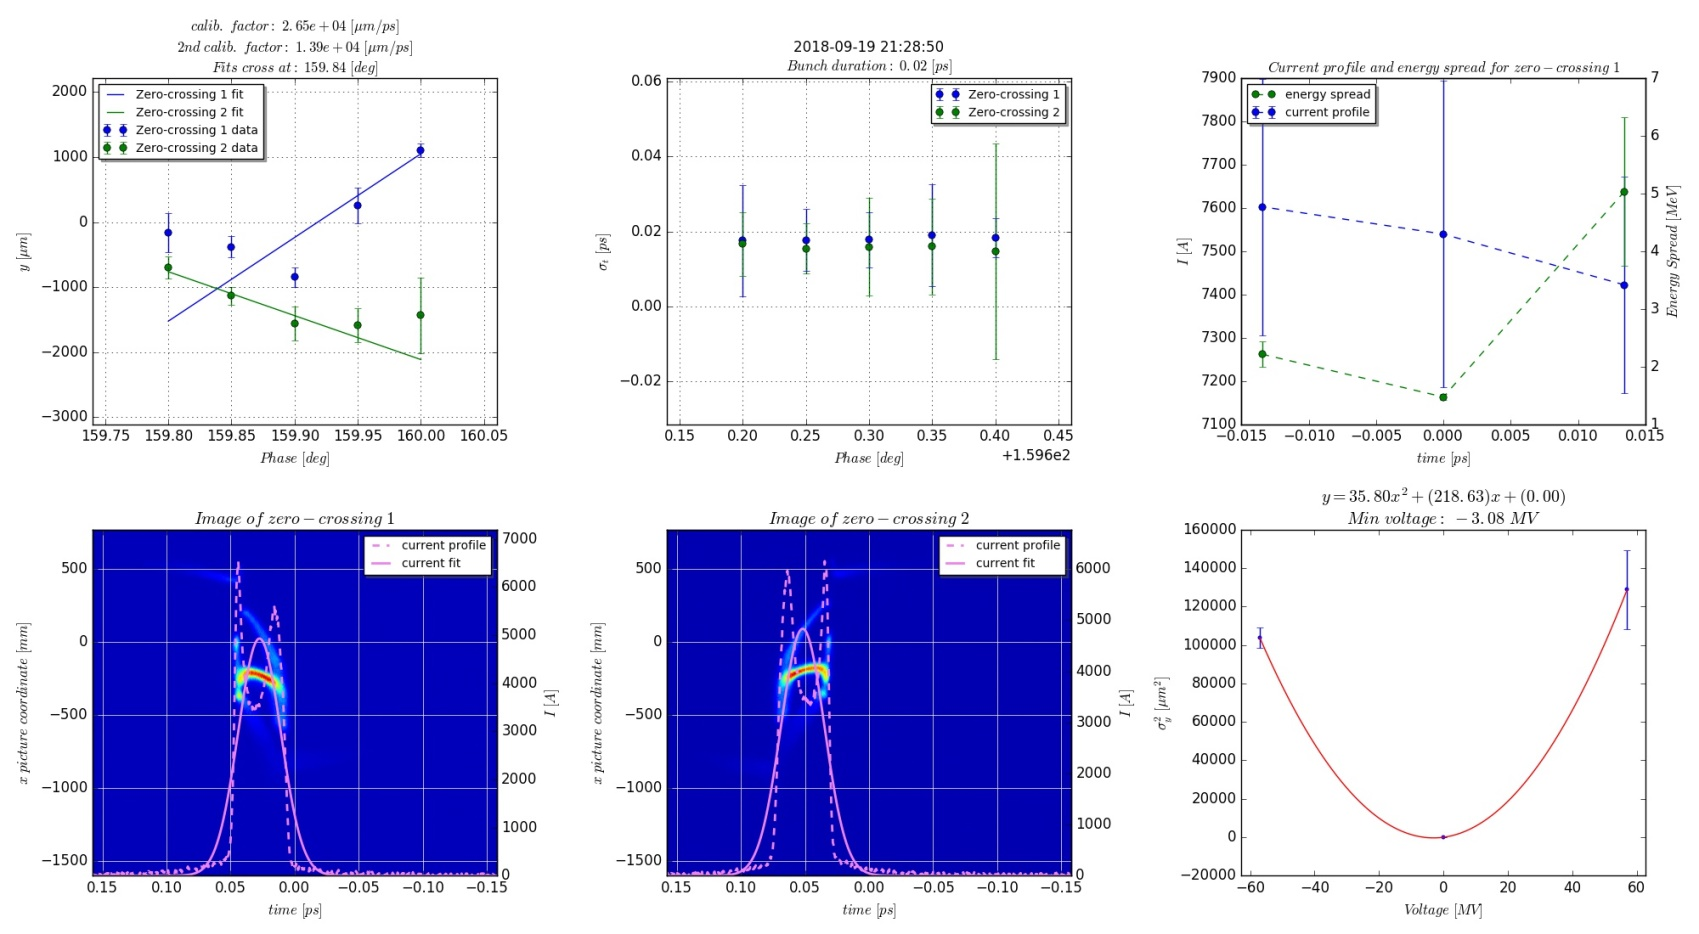 calib. factor: 2.65e+04 [μm/ps]
2nd calib. factor: 1.39e+04 [μm/ps]
Fits cross at: 159.84 [deg]
Zero-crossing 1 fit
Zero-crossing 2 fit
Zero-crossing 1 data
Zero-crossing 2 data
2000
1000
0
−1000
−2000
−3000
y [μm]
159.75 159.80 159.85 159.90 159.95 160.00 160.05
Phase [deg]
2018-09-19 21:28:50
Bunch duration: 0.02 [ps]
Zero-crossing 1
Zero-crossing 2
0.06
0.04
0.02
0.00
−0.02
σt [ps]
0.15 0.20 0.25 0.30 0.35 0.40 0.45
+1.596e2
Phase [deg]
Current profile and energy spread for zero−crossing 1
energy spread
current profile
7900
7800
7700
7600
7500
7400
7300
7200
7100
I [A]
7
6
5
4
3
2
1
Energy Spread [MeV]
−0.015 −0.010 −0.005 0.000 0.005 0.010 0.015
time [ps]
Image of zero−crossing 1
current profile
current fit
500
0
−500
−1000
−1500
x picture coordinate [mm]
7000
6000
5000
4000
3000
2000
1000
0
I [A]
0.15 0.10 0.05 0.00 −0.05 −0.10 −0.15
time [ps]
Image of zero−crossing 2
current profile
current fit
500
0
−500
−1000
−1500
x picture coordinate [mm]
6000
5000
4000
3000
2000
1000
0
I [A]
0.15 0.10 0.05 0.00 −0.05 −0.10 −0.15
time [ps]
y=35.80x²+(218.63)x+(0.00)
Min voltage: −3.08 MV
160000
140000
120000
100000
80000
60000
40000
20000
0
−20000
σy² [μm²]
−60 −40 −20 0 20 40 60
Voltage [MV]